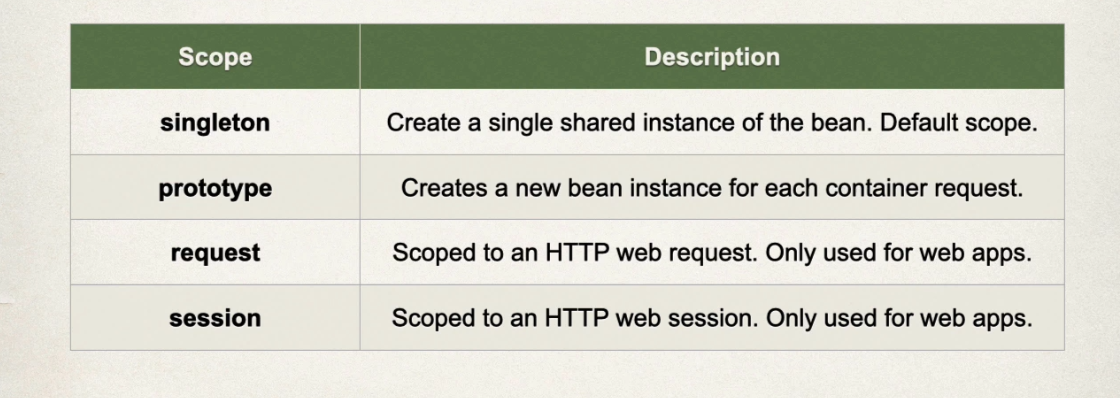 Scope Description
singleton Create a single shared instance of the bean. Default scope.
prototype Creates a new bean instance for each container request.
request Scoped to an HTTP web request. Only used for web apps.
session Scoped to an HTTP web session. Only used for web apps.